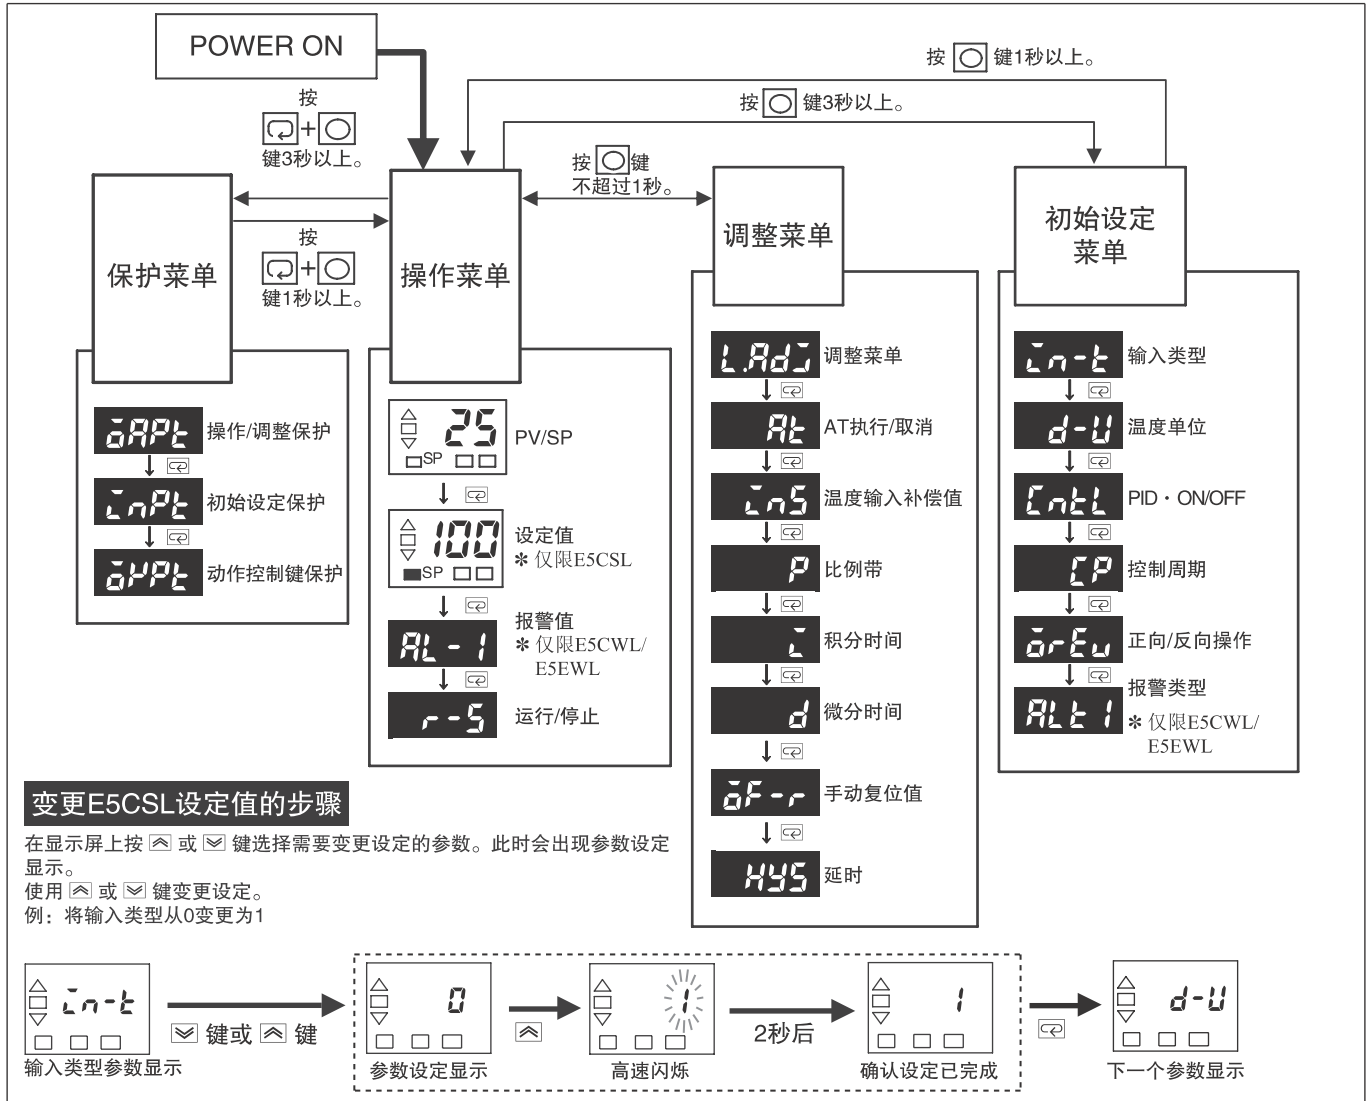 POWER ON
按
+
键3秒以上。
按 键1秒以上。
按 键3秒以上。
按 键
不超过1秒。
按
+
键1秒以上。
保护菜单
操作菜单
调整菜单
初始设定
菜单
oAPt 操作/调整保护
inPt 初始设定保护
oKPt 动作控制键保护
25 PV/SP
SP
100 设定值
SP ＊ 仅限E5CSL
AL-1 报警值
＊ 仅限E5CWL/
E5EWL
r-S 运行/停止
L.AdJ 调整菜单
At AT执行/取消
inS 温度输入补偿值
P 比例带
i 积分时间
d 微分时间
oF-r 手动复位值
HYS 延时
in-t 输入类型
d-U 温度单位
CntL PID・ON/OFF
CP 控制周期
orEv 正向/反向操作
ALt1 报警类型
＊ 仅限E5CWL/
E5EWL
变更E5CSL设定值的步骤
在显示屏上按 或 键选择需要变更设定的参数。此时会出现参数设定
显示。
使用 或 键变更设定。
例：将输入类型从0变更为1
in-t
输入类型参数显示
键或 键
0
参数设定显示
1
高速闪烁
2秒后
1
确认设定已完成
d-U
下一个参数显示